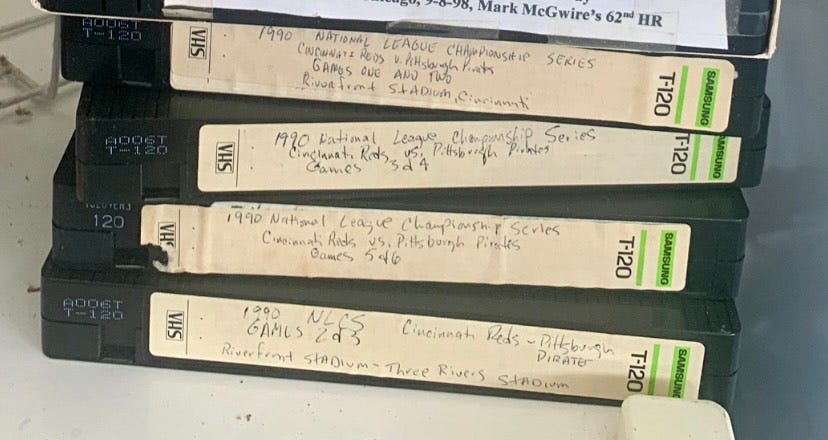 9-8-98, Mark McGwire's 62nd HR
A006T
T-120
VHS
1990 NATIONAL LEAGUE CHAMPIONSHIP SERIES
CINCINNATI REDS V. Pittsburgh Pirates
GAMES ONE AND TWO
Riverfront STADIUM, Cincinnati
T-120
SAMSUNG
A006T
T-120
VHS
1990 National League Championship Series
Cincinnati Reds vs. Pittsburgh Pirates
Games 3 & 4
T-120
SAMSUNG
120
VHS
1990 National League Championship Series
Cincinnati Reds vs. Pittsburgh Pirates
Games 5 & 6
T-120
SAMSUNG
A006T
T-120
VHS
1990 NLCS Cincinnati Reds - Pittsburgh
GAMES 2 & 3 PIRATES
Riverfront STADIUM - Three Rivers STADIUM
T-120
SAMSUNG